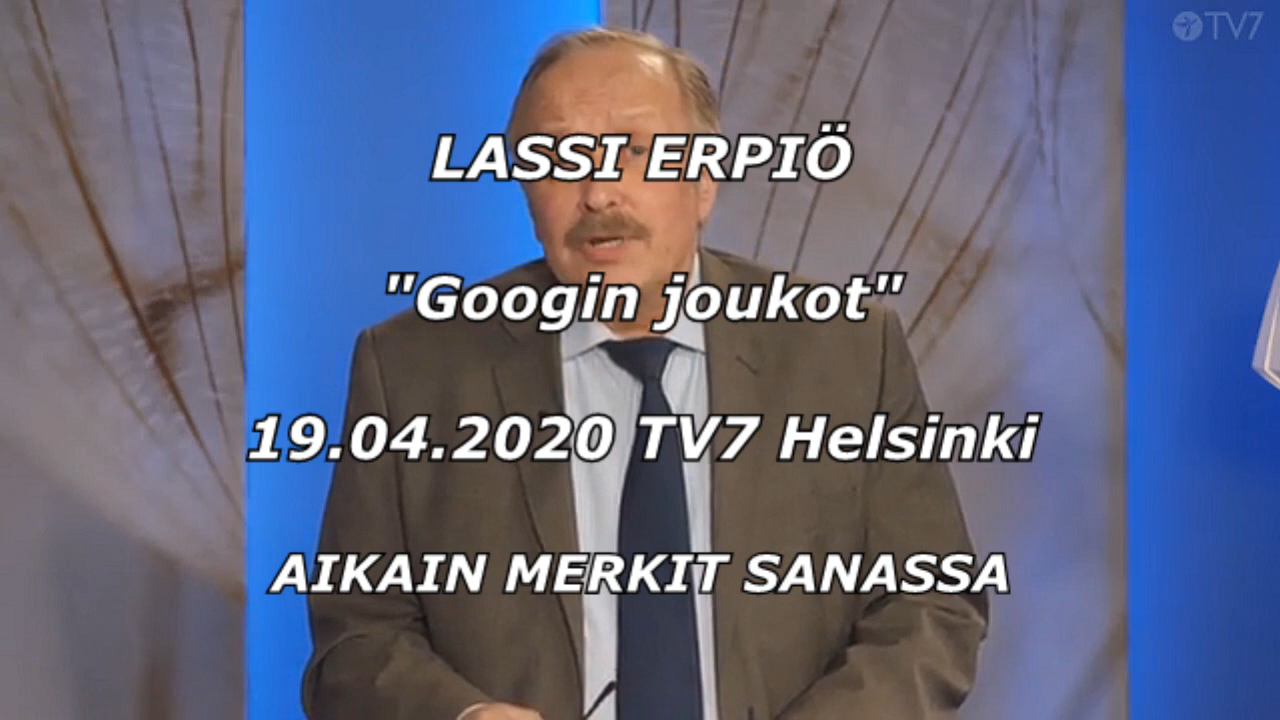 TV7
LASSI ERPIÖ
"Googin joukot"
19.04.2020 TV7 Helsinki
AIKAIN MERKIT SANASSA